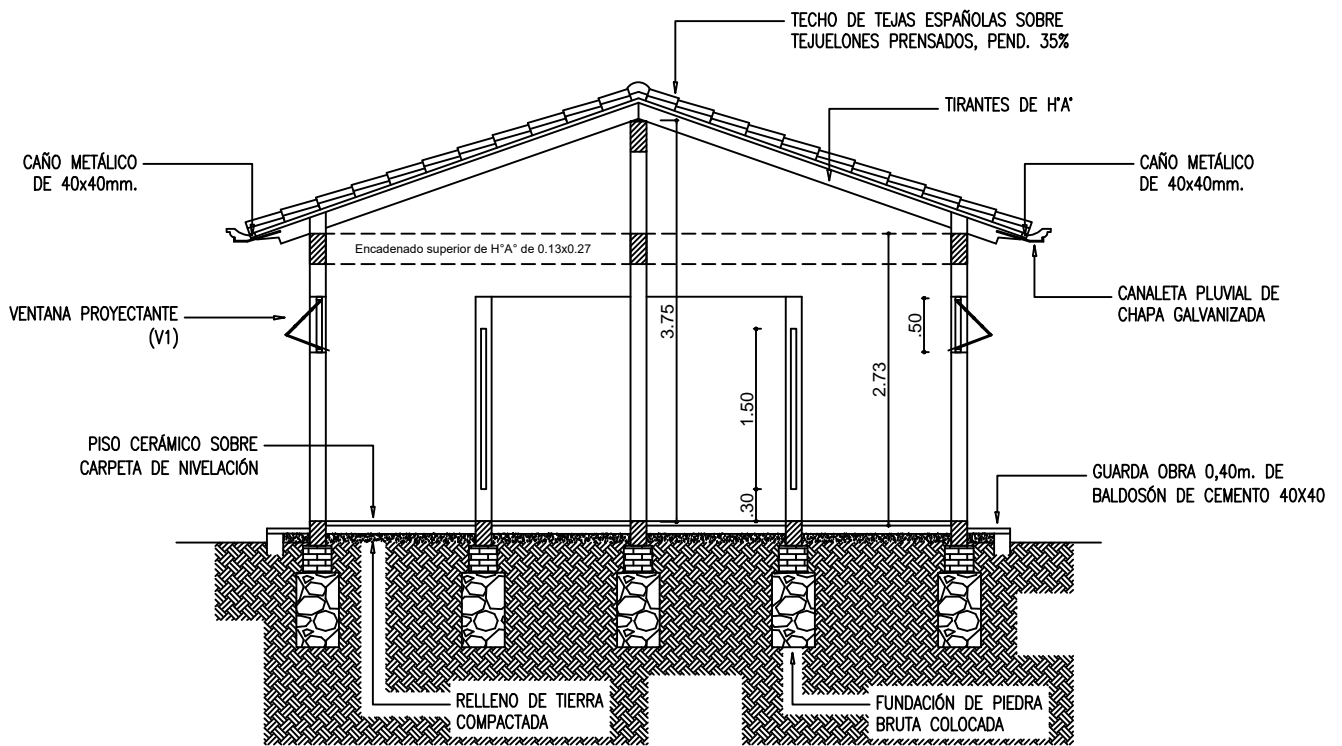 TECHO DE TEJAS ESPAÑOLAS SOBRE
TEJUELONES PRENSADOS, PEND. 35%
TIRANTES DE H°A°
CAÑO METÁLICO
DE 40x40mm.
CAÑO METÁLICO
DE 40x40mm.
Encadenado superior de H°A° de 0.13x0.27
VENTANA PROYECTANTE
(V1)
CANALETA PLUVIAL DE
CHAPA GALVANIZADA
3.75
.50
2.73
1.50
.30
PISO CERÁMICO SOBRE
CARPETA DE NIVELACIÓN
GUARDA OBRA 0,40m. DE
BALDOSÓN DE CEMENTO 40X40
RELLENO DE TIERRA
COMPACTADA
FUNDACIÓN DE PIEDRA
BRUTA COLOCADA